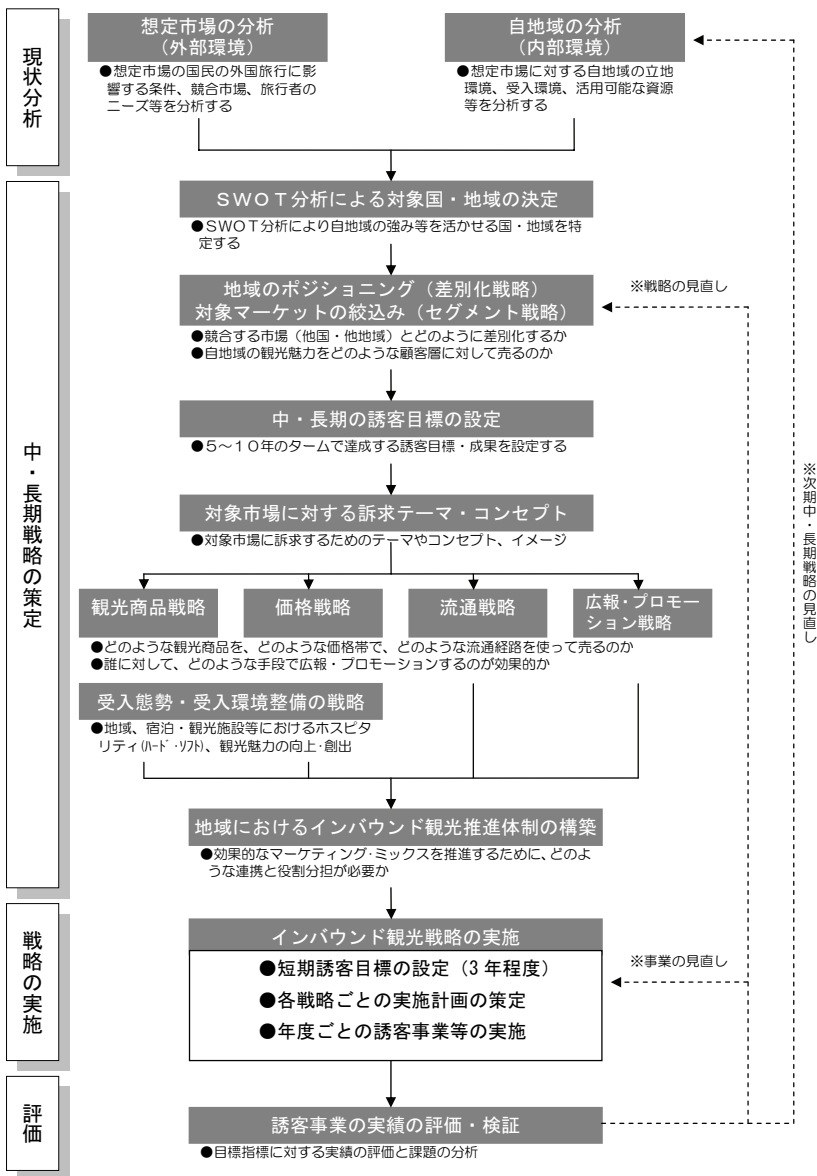 現状分析
想定市場の分析
（外部環境）
●想定市場の国民の外国旅行に影
響する条件、競合市場、旅行者の
ニーズ等を分析する
自地域の分析
（内部環境）
●想定市場に対する自地域の立地
環境、受入環境、活用可能な資源
等を分析する
中・長期戦略の策定
ＳＷＯＴ分析による対象国・地域の決定
●ＳＷＯＴ分析により自地域の強み等を活かせる国・地域を特
定する
地域のポジショニング（差別化戦略）
対象マーケットの絞込み（セグメント戦略）
●競合する市場（他国・他地域）とどのように差別化するか
●自地域の観光魅力をどのような顧客層に対して売るのか
※戦略の見直し
中・長期の誘客目標の設定
●５～１０年のタームで達成する誘客目標・成果を設定する
対象市場に対する訴求テーマ・コンセプト
●対象市場に訴求するためのテーマやコンセプト、イメージ
観光商品戦略
価格戦略
流通戦略
広報・プロモー
ション戦略
●どのような観光商品を、どのような価格帯で、どのような流通経路を使って売るのか
●誰に対して、どのような手段で広報・プロモーションするのが効果的か
受入態勢・受入環境整備の戦略
●地域、宿泊・観光施設等におけるホスピタ
リティ(ﾊｰﾄﾞ・ｿﾌﾄ)、観光魅力の向上・創出
地域におけるインバウンド観光推進体制の構築
●効果的なマーケティング・ミックスを推進するために、どのよ
うな連携と役割分担が必要か
※次期中・長期戦略の見直し
戦略の実施
インバウンド観光戦略の実施
●短期誘客目標の設定（3 年程度）
●各戦略ごとの実施計画の策定
●年度ごとの誘客事業等の実施
※事業の見直し
評価
誘客事業の実績の評価・検証
●目標指標に対する実績の評価と課題の分析